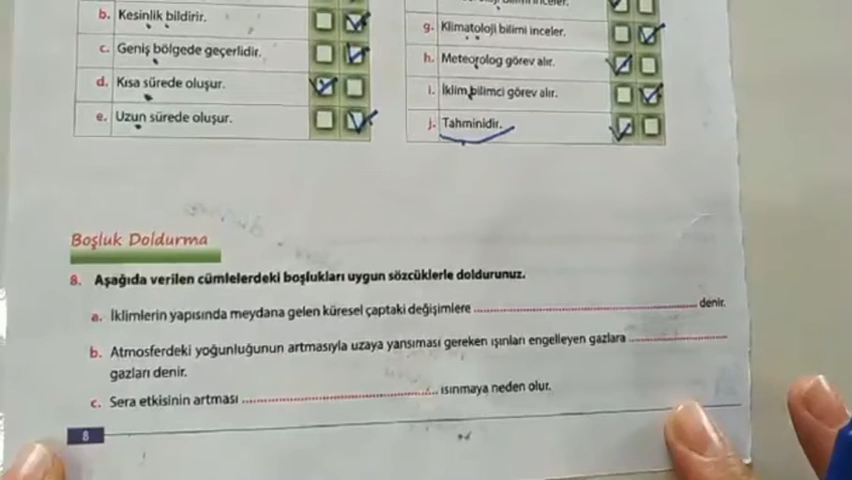 b. Kesinlik bildirir.
c. Geniş bölgede geçerlidir.
d. Kısa sürede oluşur.
e. Uzun sürede oluşur.
g. Klimatoloji bilimi inceler.
h. Meteorolog görev alır.
i. İklim bilimci görev alır.
j. Tahminidir.
Boşluk Doldurma
8. Aşağıda verilen cümlelerdeki boşlukları uygun sözcüklerle doldurunuz.
a. İklimlerin yapısında meydana gelen küresel çaptaki değişimlere ........................ denir.
b. Atmosferdeki yoğunluğunun artmasıyla uzaya yansıması gereken ışınları engelleyen gazlara ............
gazları denir.
c. Sera etkisinin artması ........................ ısınmaya neden olur.
8